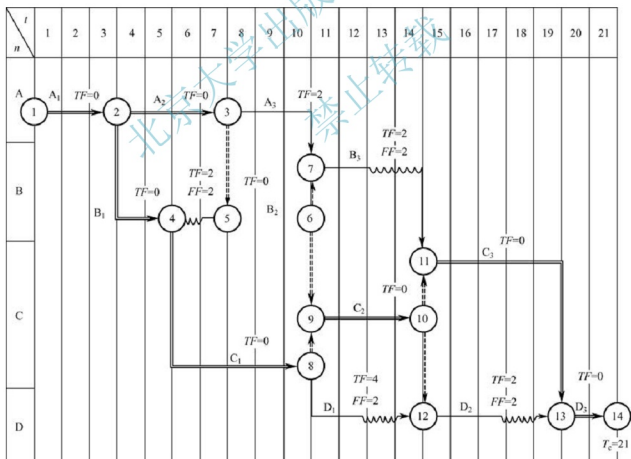 t
n
1 2 3 4 5 6 7 8 9 10 11 12 13 14 15 16 17 18 19 20 21
北京大学出版
禁止转载
A
1
A₁
TF=0
2
A₂
TF=0
3
A₃
TF=2
7
B₃
TF=2
FF=2
B
B₁
TF=0
4
TF=2
FF=2
5
TF=0
B₂
6
C
C₁
TF=0
8
9
C₂
TF=0
10
11
C₃
TF=0
D
D₁
TF=4
FF=2
12
D₂
TF=2
FF=2
13
D₃
TF=0
14
Tc=21